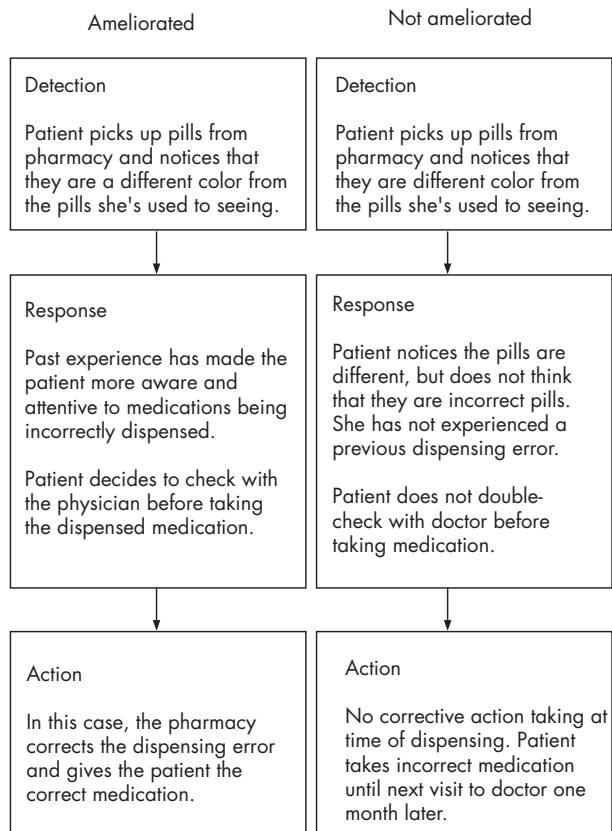 Ameliorated
Detection
Patient picks up pills from
pharmacy and notices that
they are a different color from
the pills she's used to seeing.
Response
Past experience has made the
patient more aware and
attentive to medications being
incorrectly dispensed.
Patient decides to check with
the physician before taking
the dispensed medication.
Action
In this case, the pharmacy
corrects the dispensing error
and gives the patient the
correct medication.
Not ameliorated
Detection
Patient picks up pills from
pharmacy and notices that
they are different color from
the pills she's used to seeing.
Response
Patient notices the pills are
different, but does not think
that they are incorrect pills.
She has not experienced a
previous dispensing error.
Patient does not double-
check with doctor before
taking medication.
Action
No corrective action taking at
time of dispensing. Patient
takes incorrect medication
until next visit to doctor one
month later.